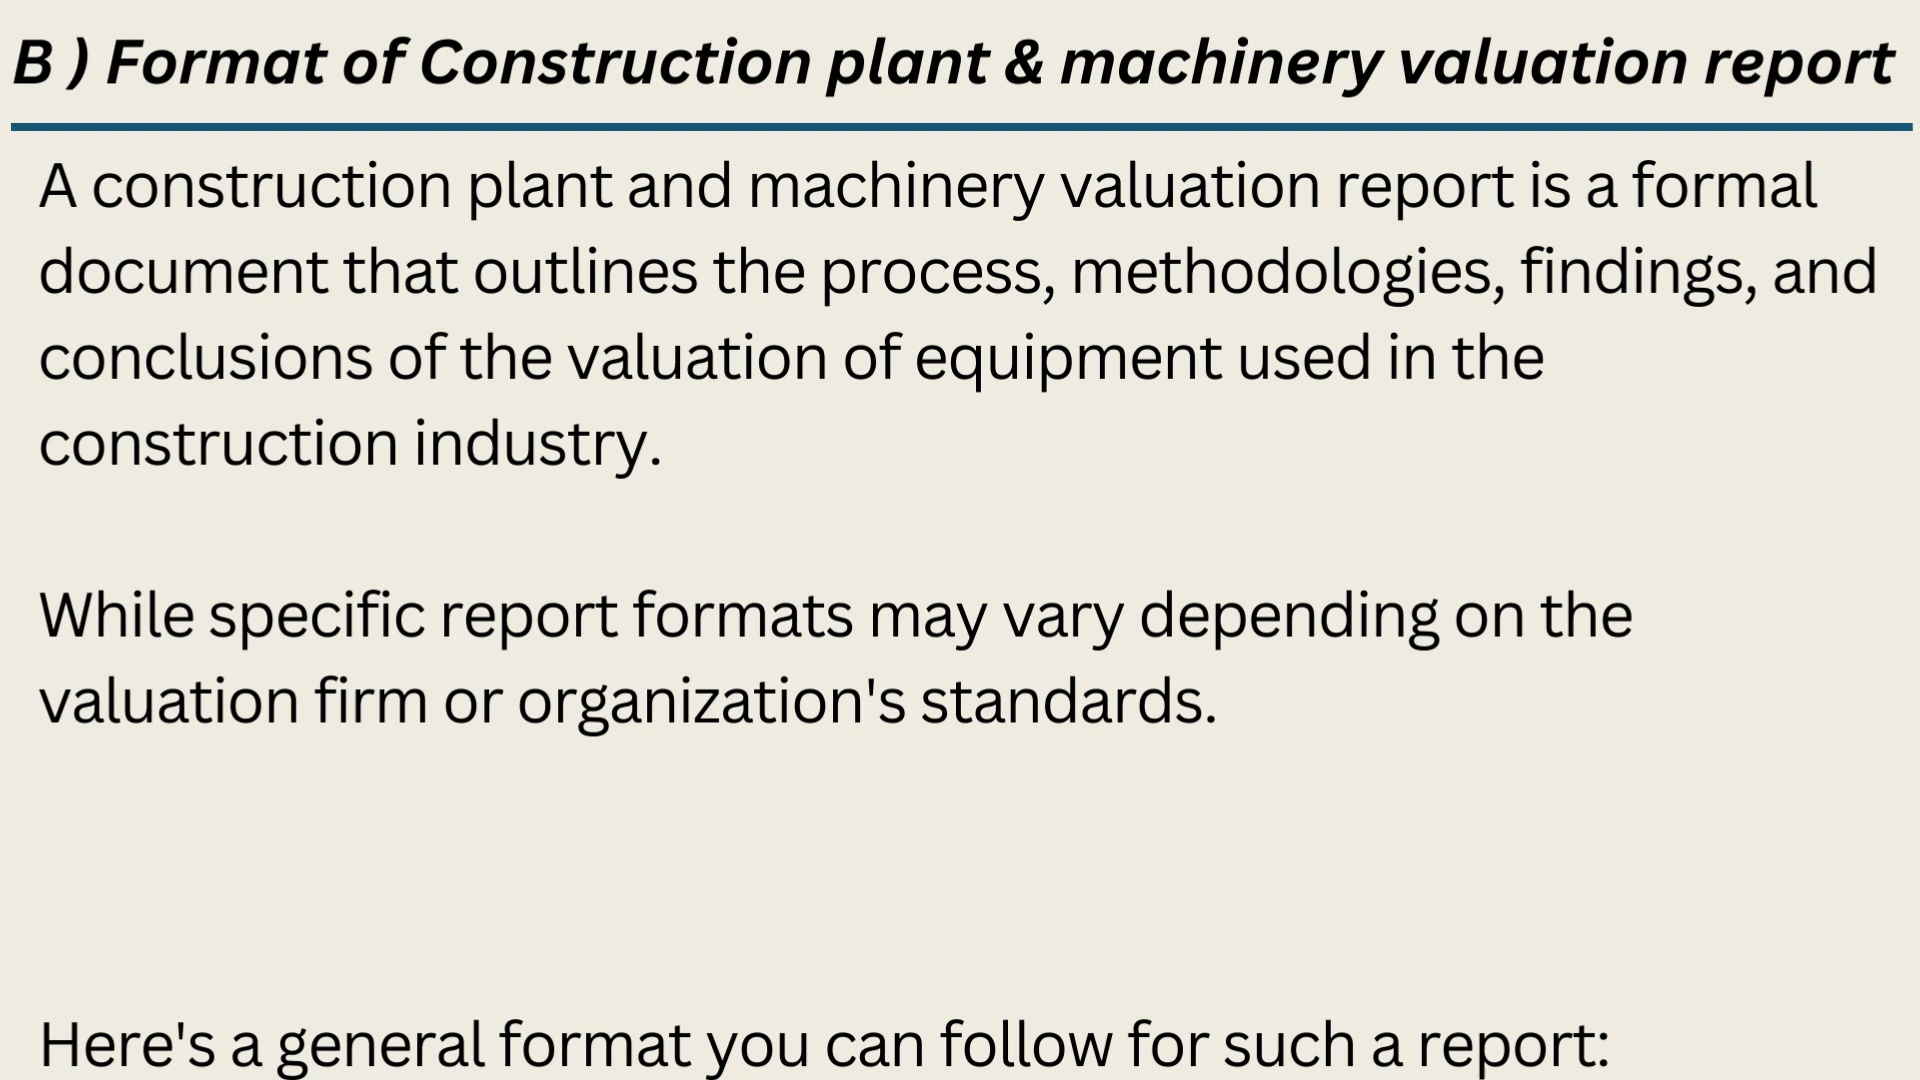 B ) Format of Construction plant & machinery valuation report
A construction plant and machinery valuation report is a formal
document that outlines the process, methodologies, findings, and
conclusions of the valuation of equipment used in the
construction industry.
While specific report formats may vary depending on the
valuation firm or organization's standards.
Here's a general format you can follow for such a report: